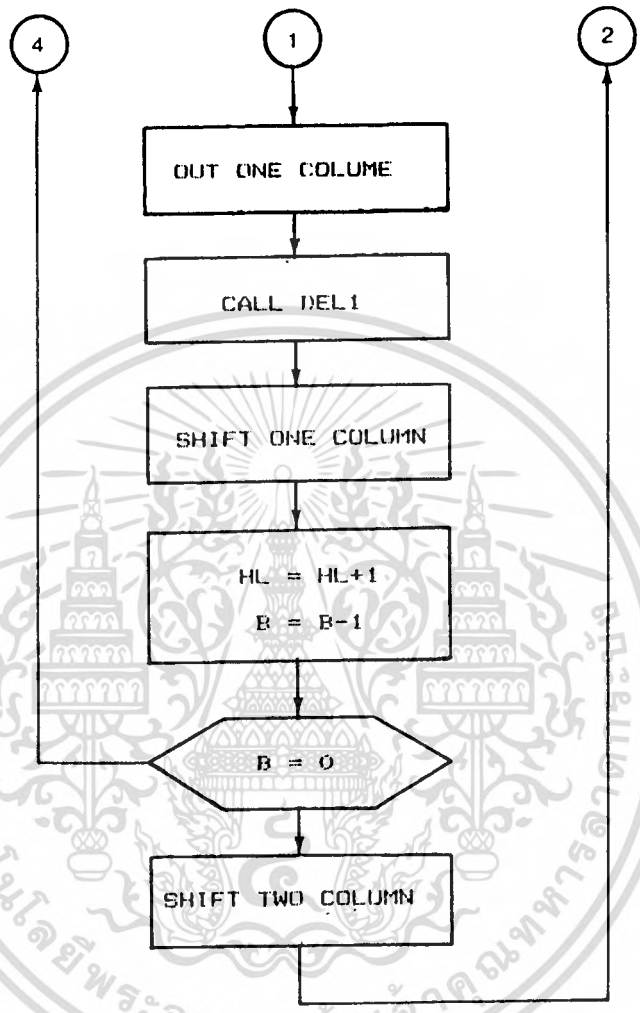 4
1
2
OUT ONE COLUME
CALL DEL1
SHIFT ONE COLUMN
HL = HL+1
B = B-1
B = 0
SHIFT TWO COLUMN